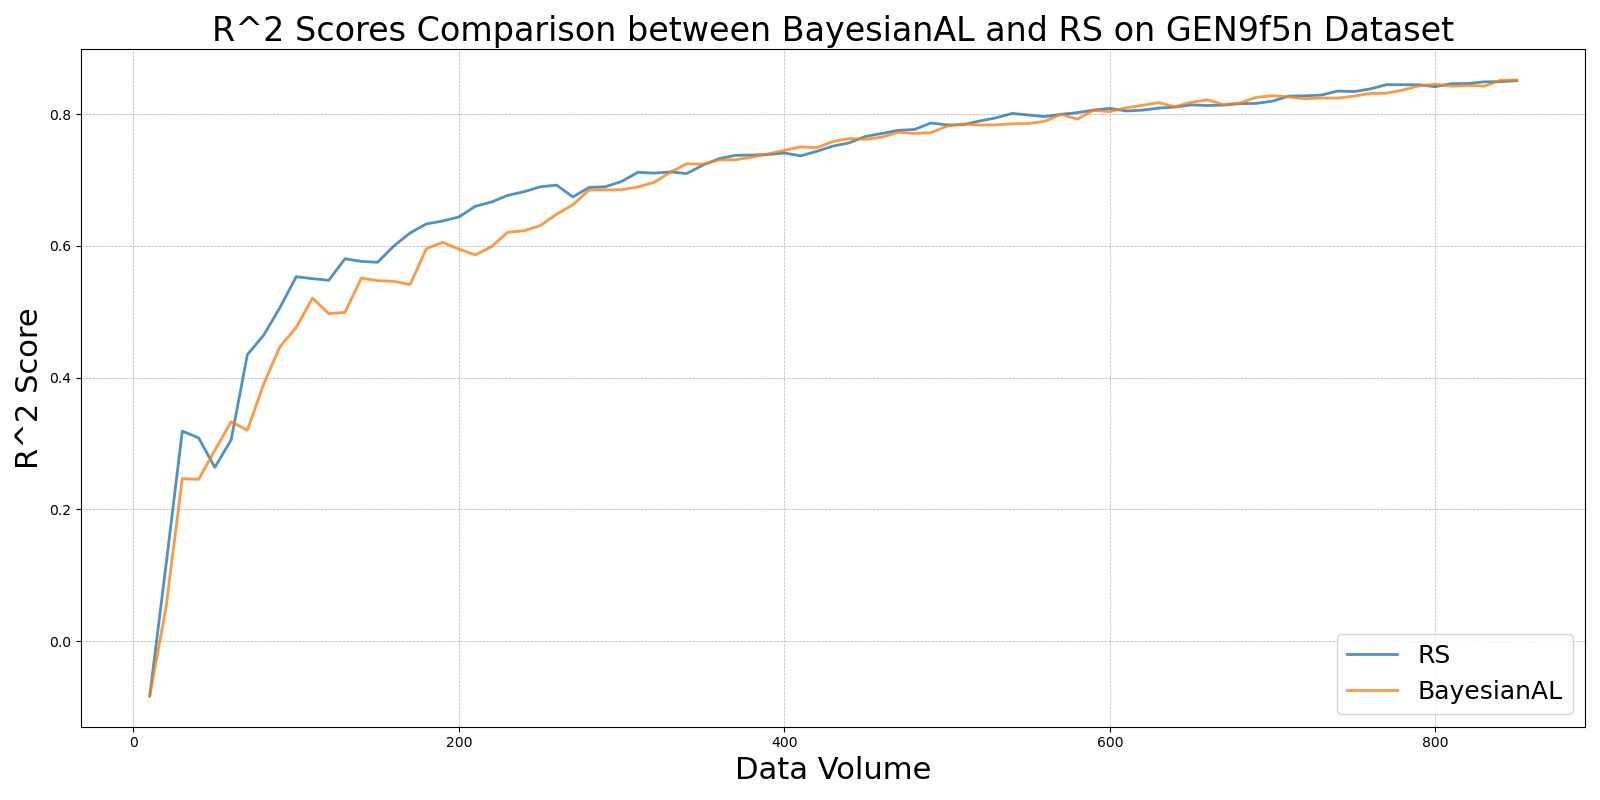 R^2 Scores Comparison between BayesianAL and RS on GEN9f5n Dataset
R^2 Score
0.8
0.6
0.4
0.2
0.0
0 200 400 600 800
Data Volume
RS
BayesianAL